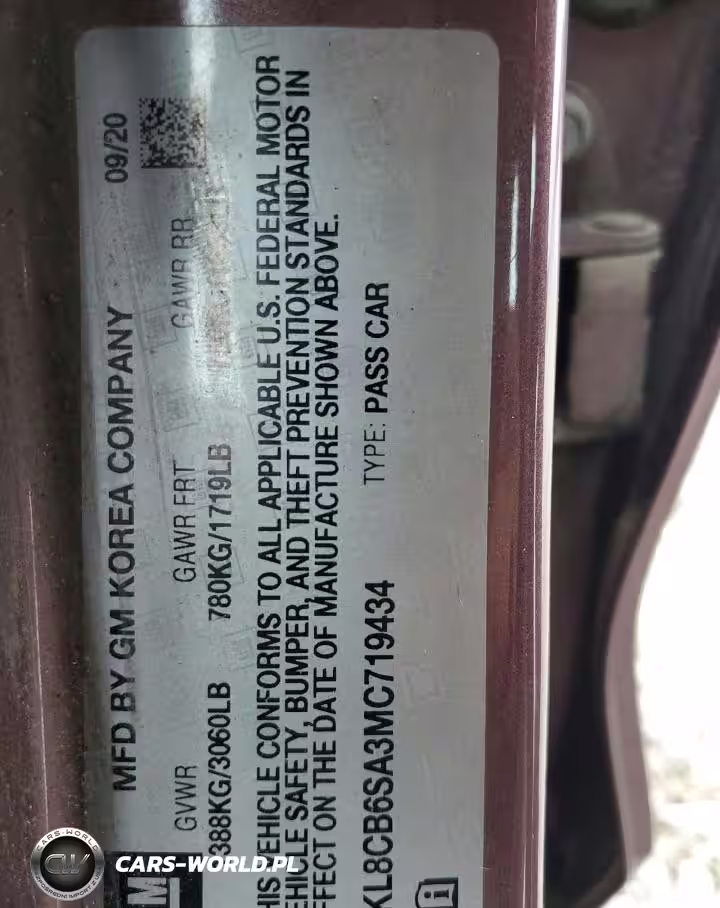 MFD BY GM KOREA COMPANY 09/20
GVWR GAWR FRT GAWR RR
388KG/3060LB 780KG/1719LB
HIS VEHICLE CONFORMS TO ALL APPLICABLE U.S. FEDERAL MOTOR
EHICLE SAFETY, BUMPER, AND THEFT PREVENTION STANDARDS IN
FFECT ON THE DATE OF MANUFACTURE SHOWN ABOVE.
KL8CB6SA3MC719434 TYPE: PASS CAR
M
CARS-WORLD
CARS-WORLD.PL